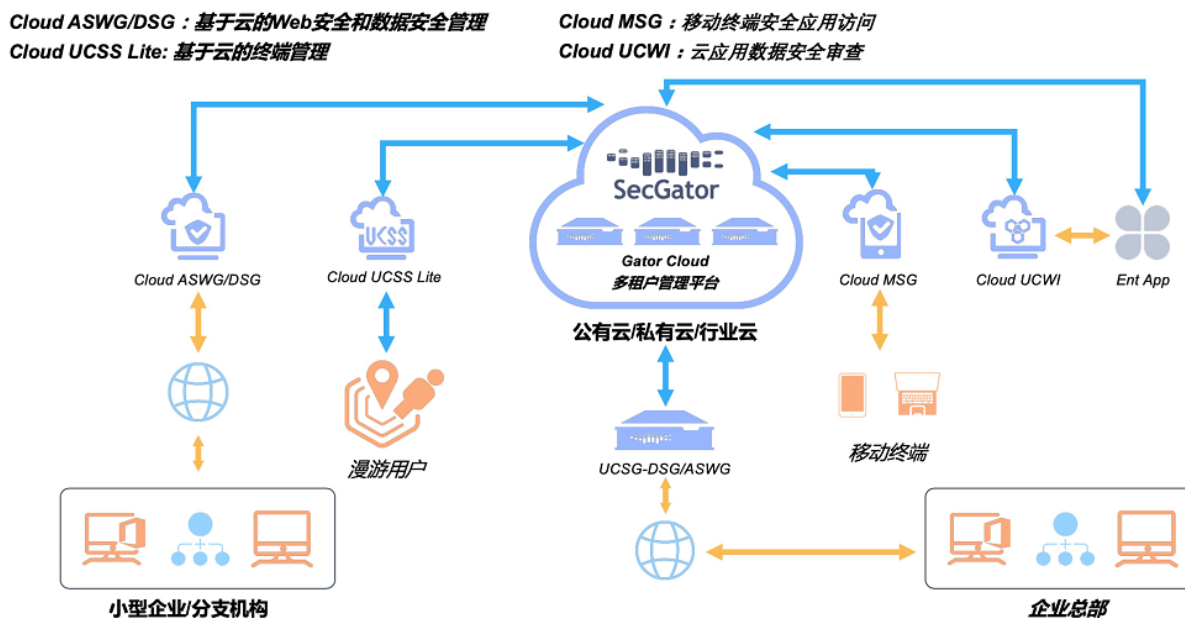 Cloud ASWG/DSG：基于云的Web安全和数据安全管理
Cloud UCSS Lite: 基于云的终端管理
Cloud MSG：移动终端安全应用访问
Cloud UCWI：云应用数据安全审查
SecGator
UCSS
Gator Cloud
多租户管理平台
Cloud ASWG/DSG
Cloud UCSS Lite
Cloud MSG
Cloud UCWI
Ent App
公有云/私有云/行业云
漫游用户
UCSG-DSG/ASWG
移动终端
小型企业/分支机构
企业总部